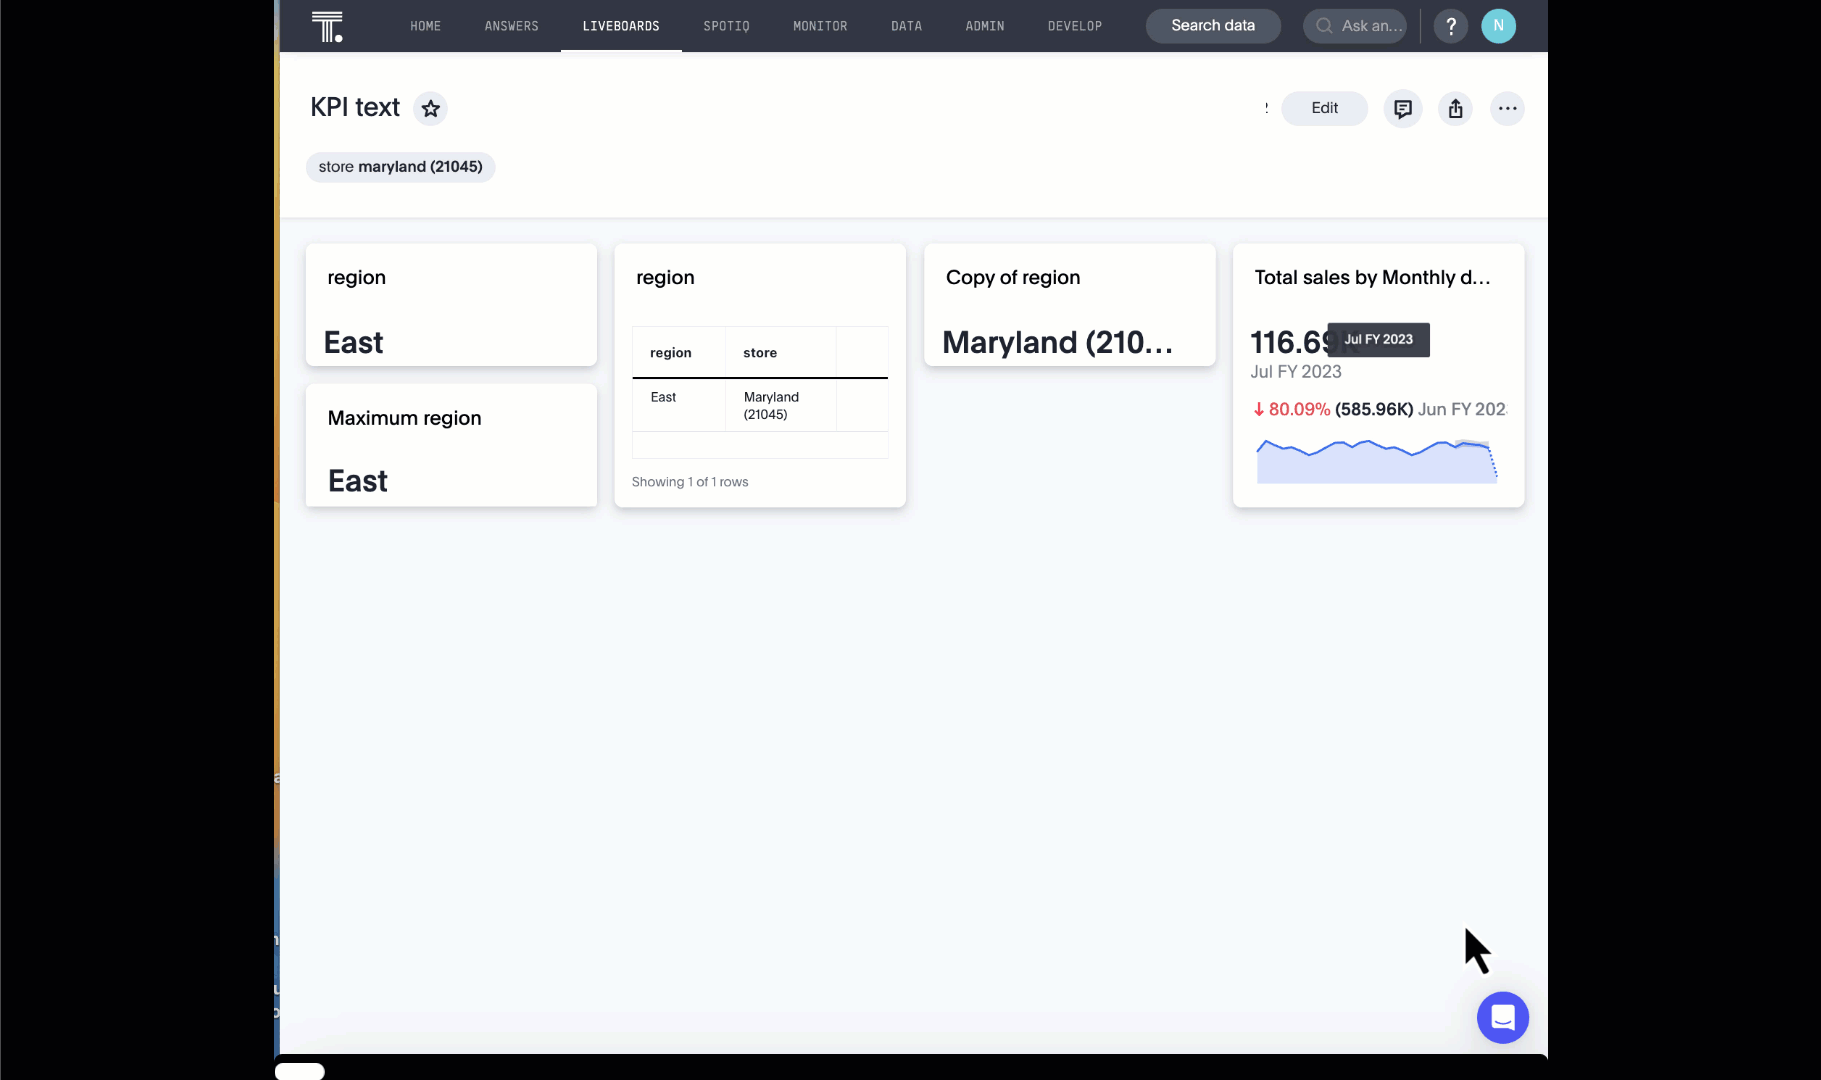 HOME ANSWERS LIVEBOARDS SPOTIQ MONITOR DATA ADMIN DEVELOP Search data Ask an... ? N
KPI text
Edit
store maryland (21045)
region
East
Maximum region
East
region
region store
East Maryland
(21045)
Showing 1 of 1 rows
Copy of region
Maryland (210...
Total sales by Monthly d...
116.69K
Jul FY 2023
Jul FY 2023
↓ 80.09% (585.96K) Jun FY 202